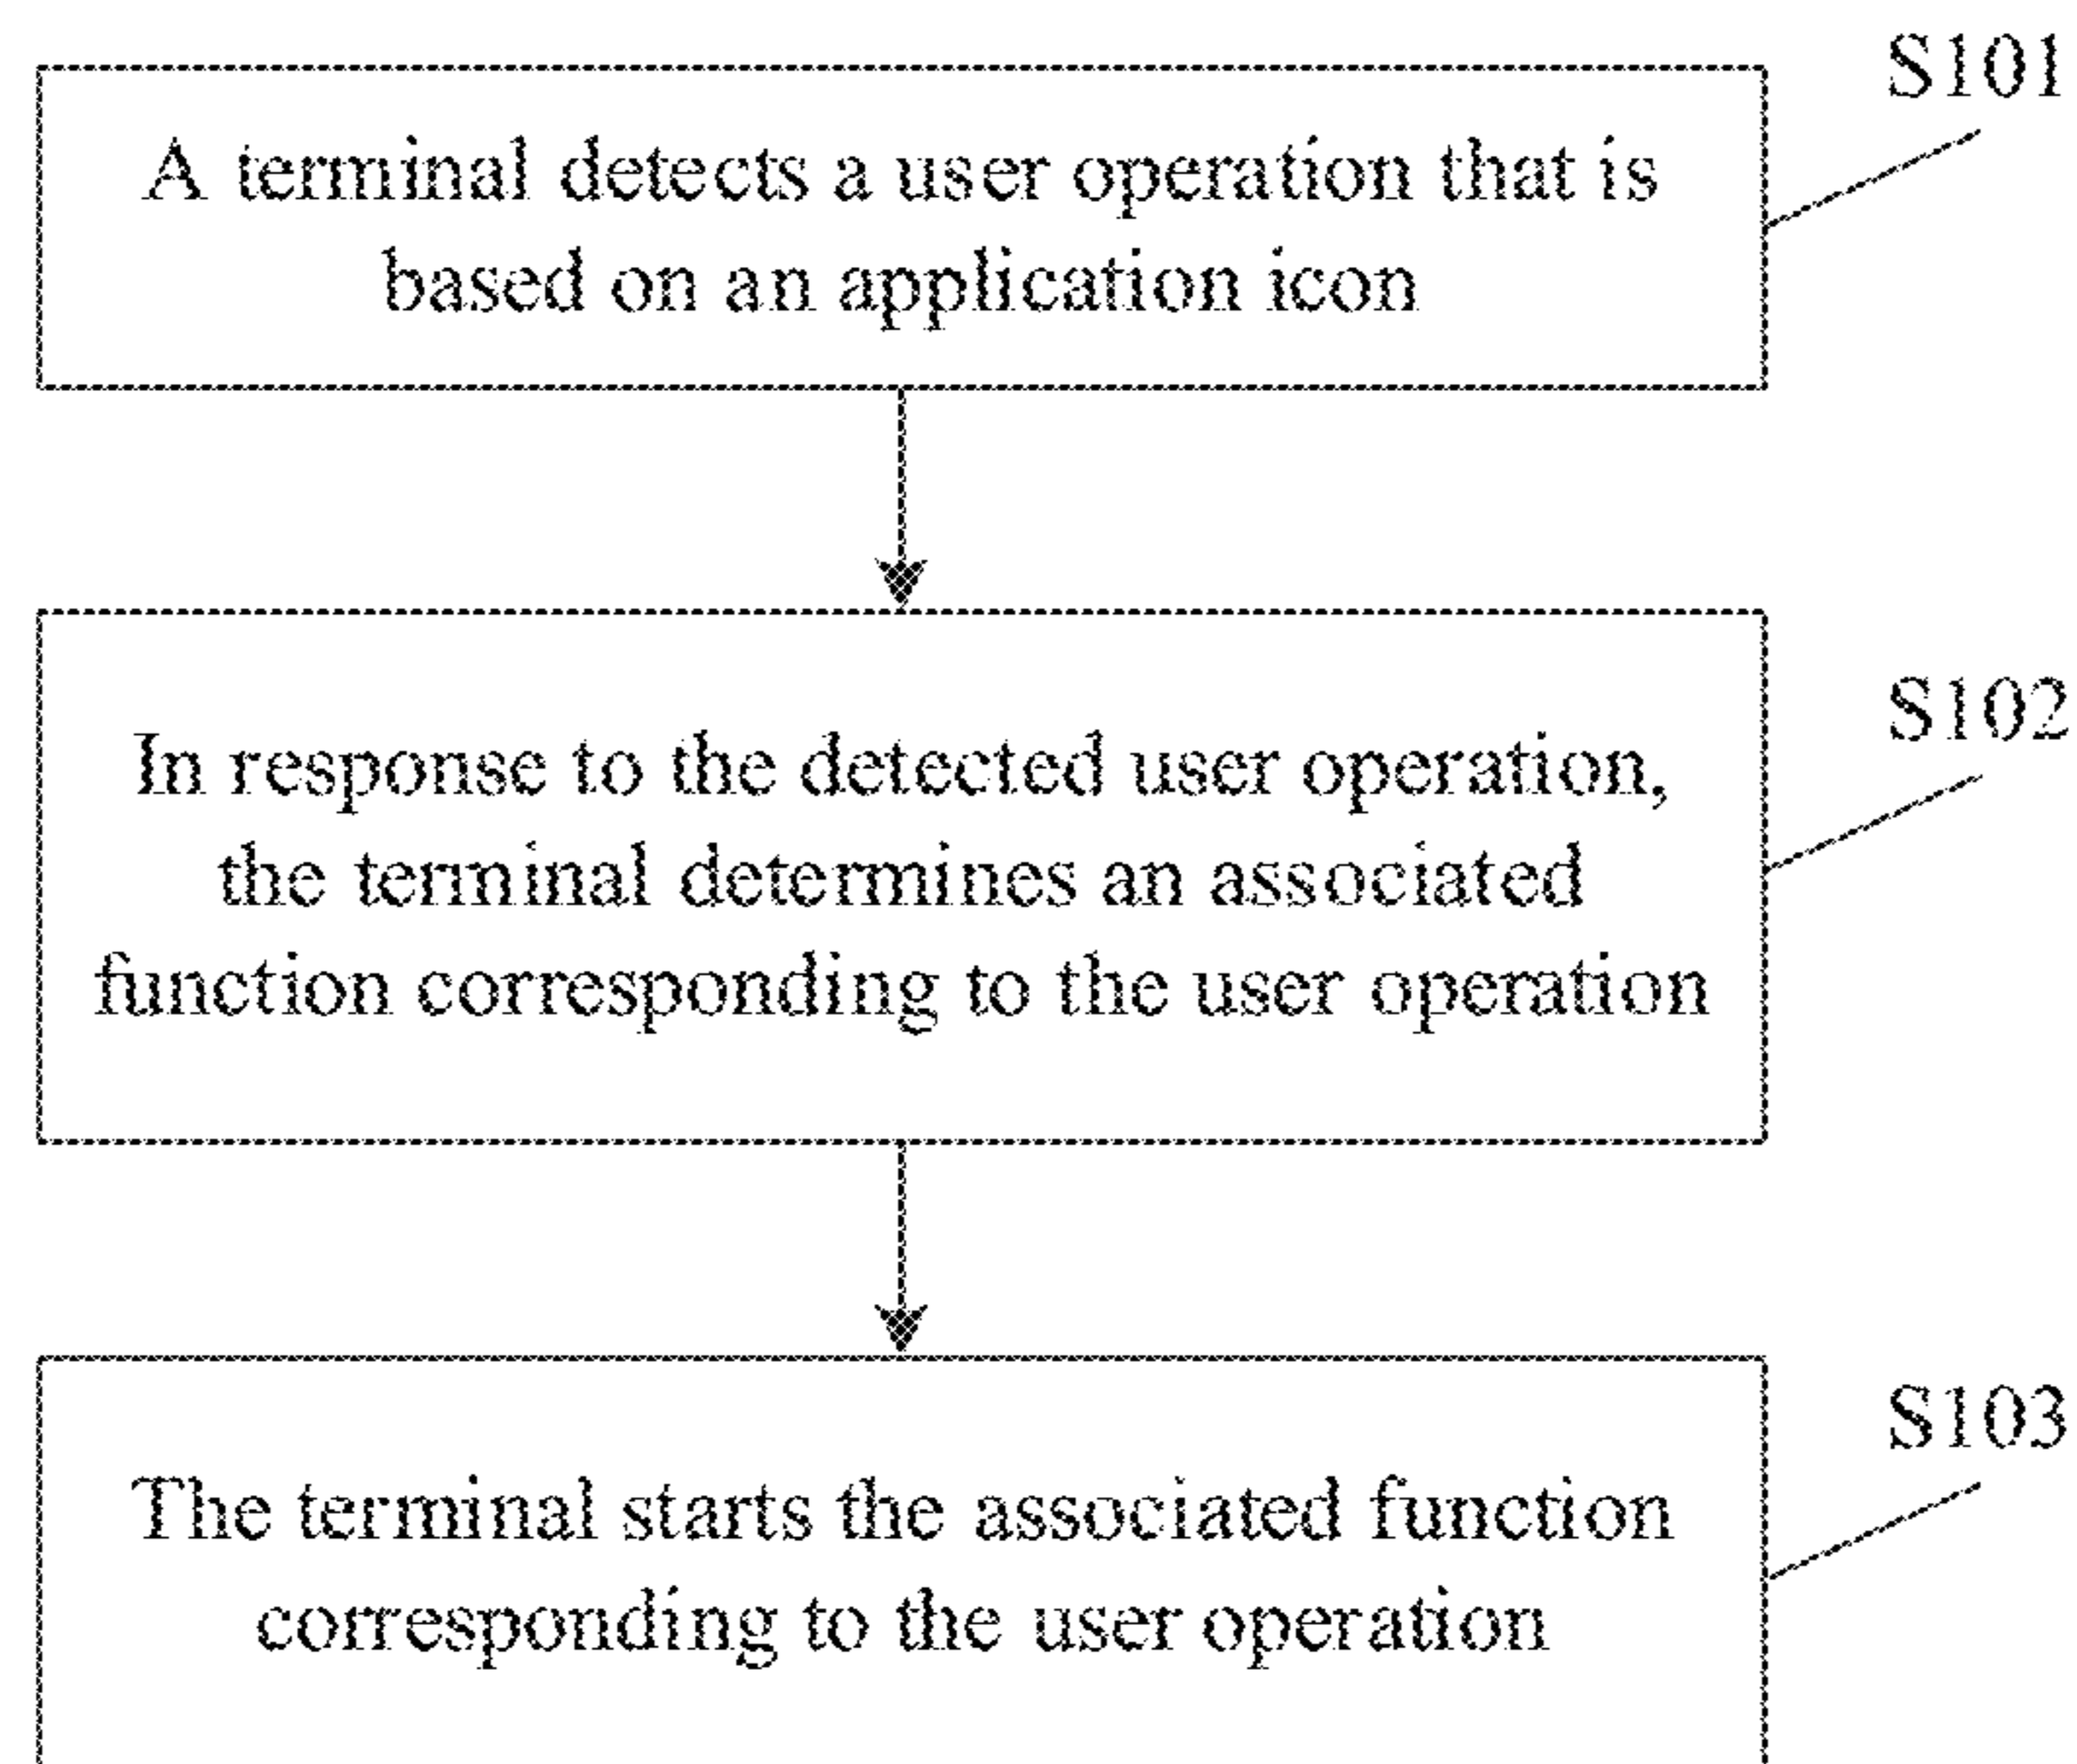 S101
A terminal detects a user operation that is
based on an application icon
S102
In response to the detected user operation,
the terminal determines an associated
function corresponding to the user operation
S103
The terminal starts the associated function
corresponding to the user operation